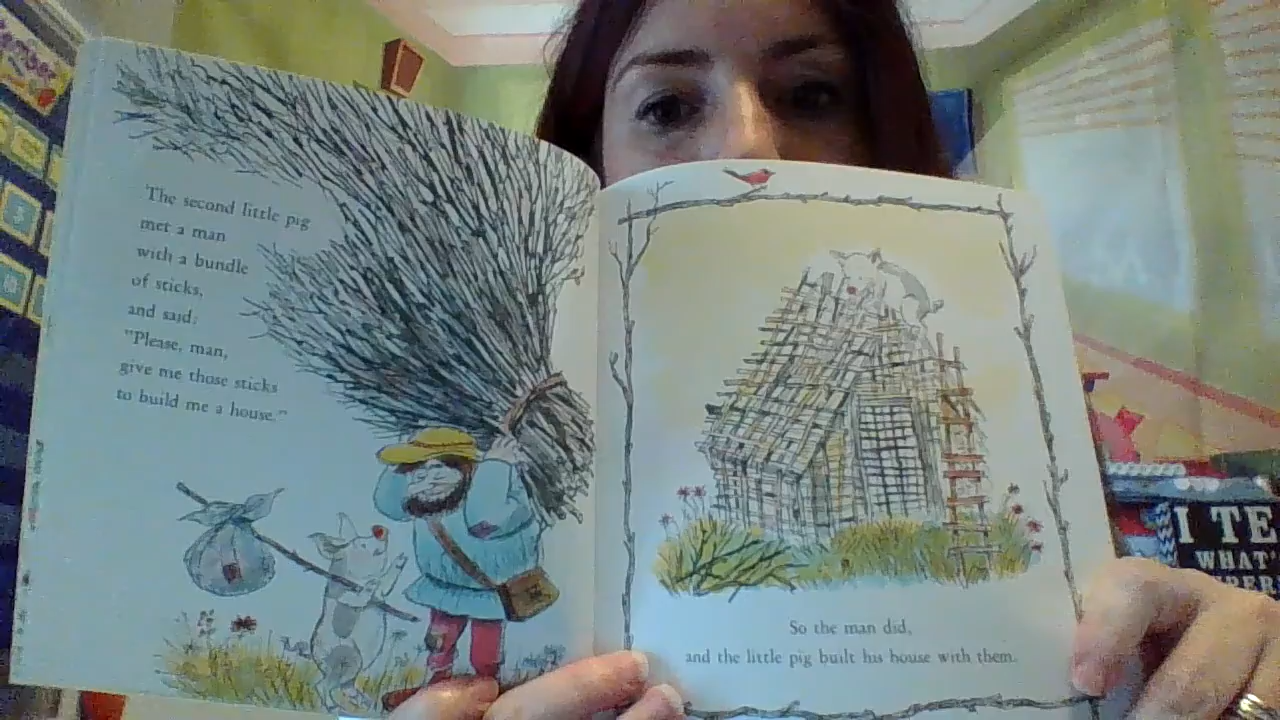 The second little pig
met a man
with a bundle
of sticks,
and said:
"Please, man,
give me those sticks
to build me a house."
So the man did,
and the little pig built his house with them.
I TE
WHAT'